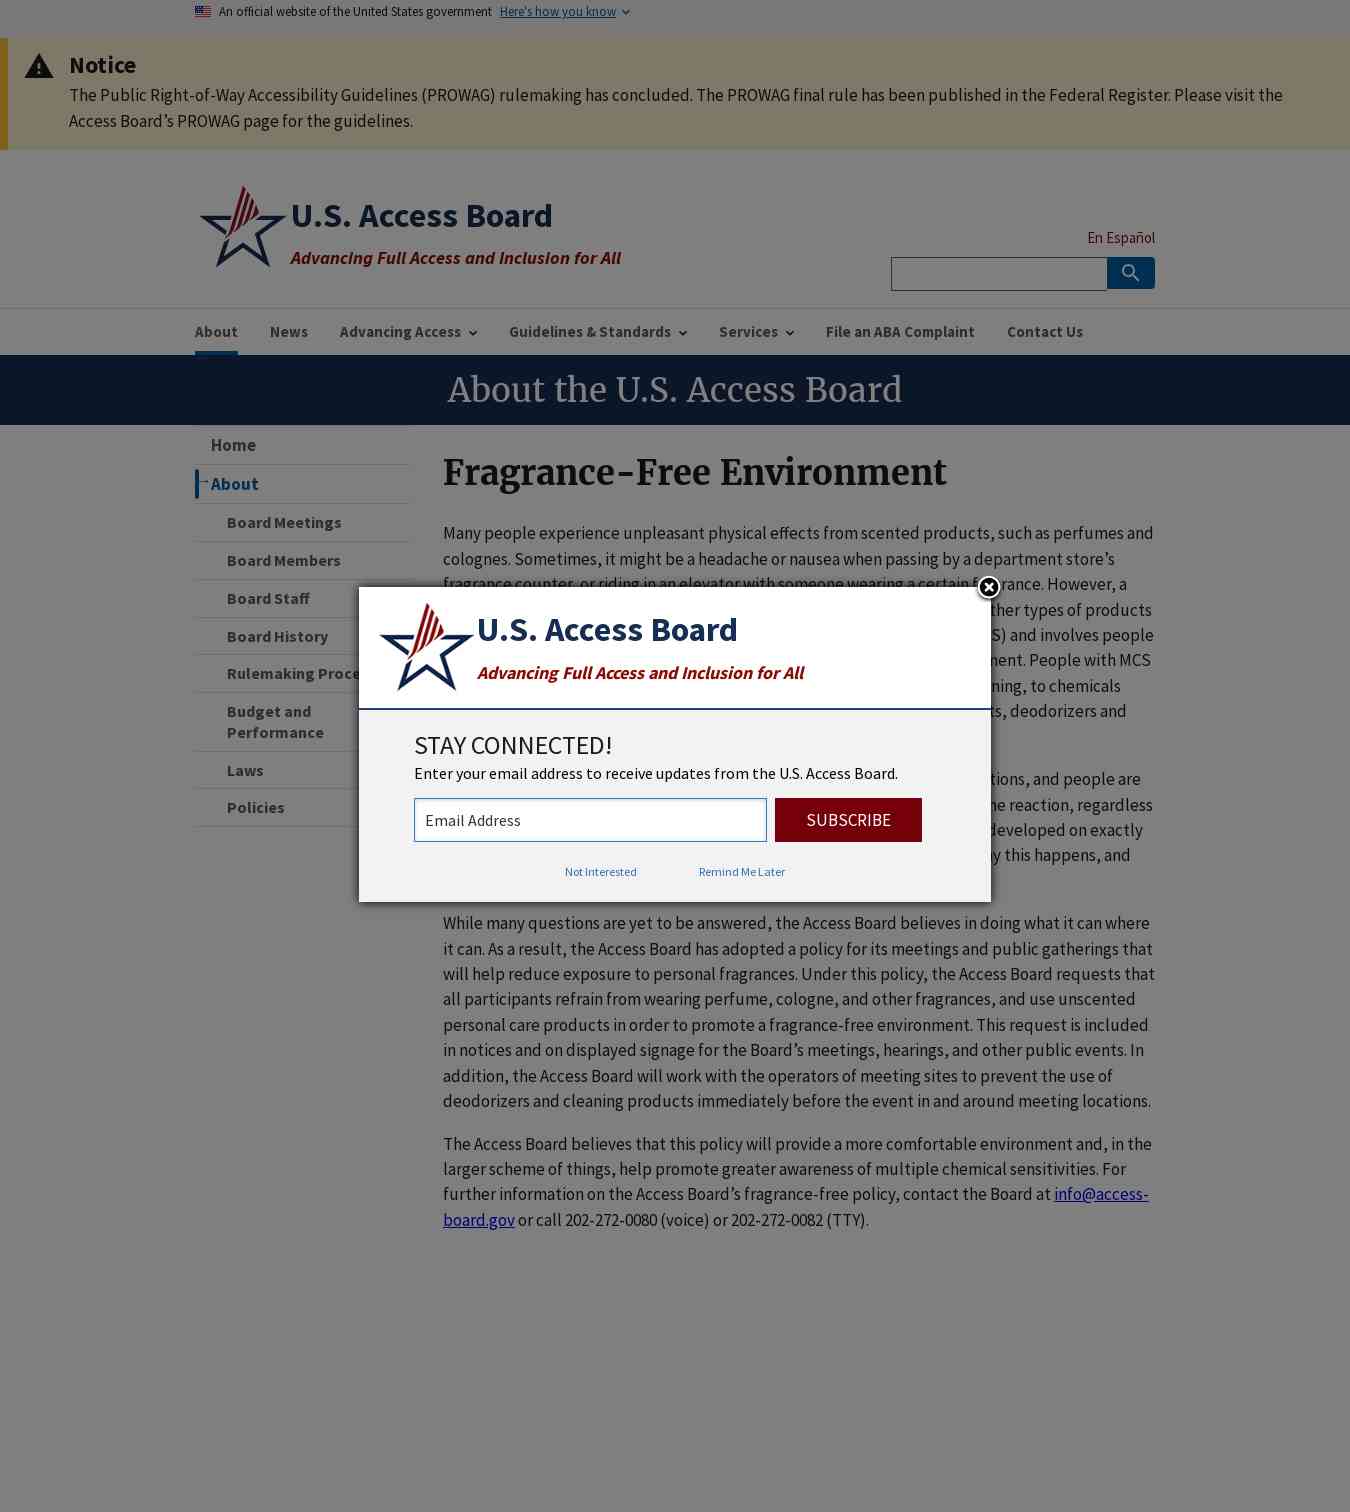 An official website of the United States government Here's how you know
Notice
The Public Right-of-Way Accessibility Guidelines (PROWAG) rulemaking has concluded. The PROWAG final rule has been published in the Federal Register. Please visit the
Access Board’s PROWAG page for the guidelines.
U.S. Access Board
Advancing Full Access and Inclusion for All
En Español
About News Advancing Access Guidelines & Standards Services File an ABA Complaint Contact Us
About the U.S. Access Board
Home
About
Board Meetings
Board Members
Board Staff
Board History
Rulemaking
Budget and
Performance
Laws
Policies
Fragrance-Free Environment
Many people experience unpleasant physical effects from scented products, such as perfumes and
colognes. Sometimes, it might be a headache or nausea when passing by a department store’s
fragrance counter, or riding in an elevator with someone wearing a certain fragrance. However, a
types of products
and involves people
People with MCS
to chemicals
deodorizers and
and people are
reaction, regardless
developed on exactly
this happens, and
U.S. Access Board
Advancing Full Access and Inclusion for All
STAY CONNECTED!
Enter your email address to receive updates from the U.S. Access Board.
Email Address
SUBSCRIBE
Not Interested Remind Me Later
While many questions are yet to be answered, the Access Board believes in doing what it can where
it can. As a result, the Access Board has adopted a policy for its meetings and public gatherings that
will help reduce exposure to personal fragrances. Under this policy, the Access Board requests that
all participants refrain from wearing perfume, cologne, and other fragrances, and use unscented
personal care products in order to promote a fragrance-free environment. This request is included
in notices and on displayed signage for the Board’s meetings, hearings, and other public events. In
addition, the Access Board will work with the operators of meeting sites to prevent the use of
deodorizers and cleaning products immediately before the event in and around meeting locations.
The Access Board believes that this policy will provide a more comfortable environment and, in the
larger scheme of things, help promote greater awareness of multiple chemical sensitivities. For
further information on the Access Board’s fragrance-free policy, contact the Board at info@access-
board.gov or call 202-272-0080 (voice) or 202-272-0082 (TTY).